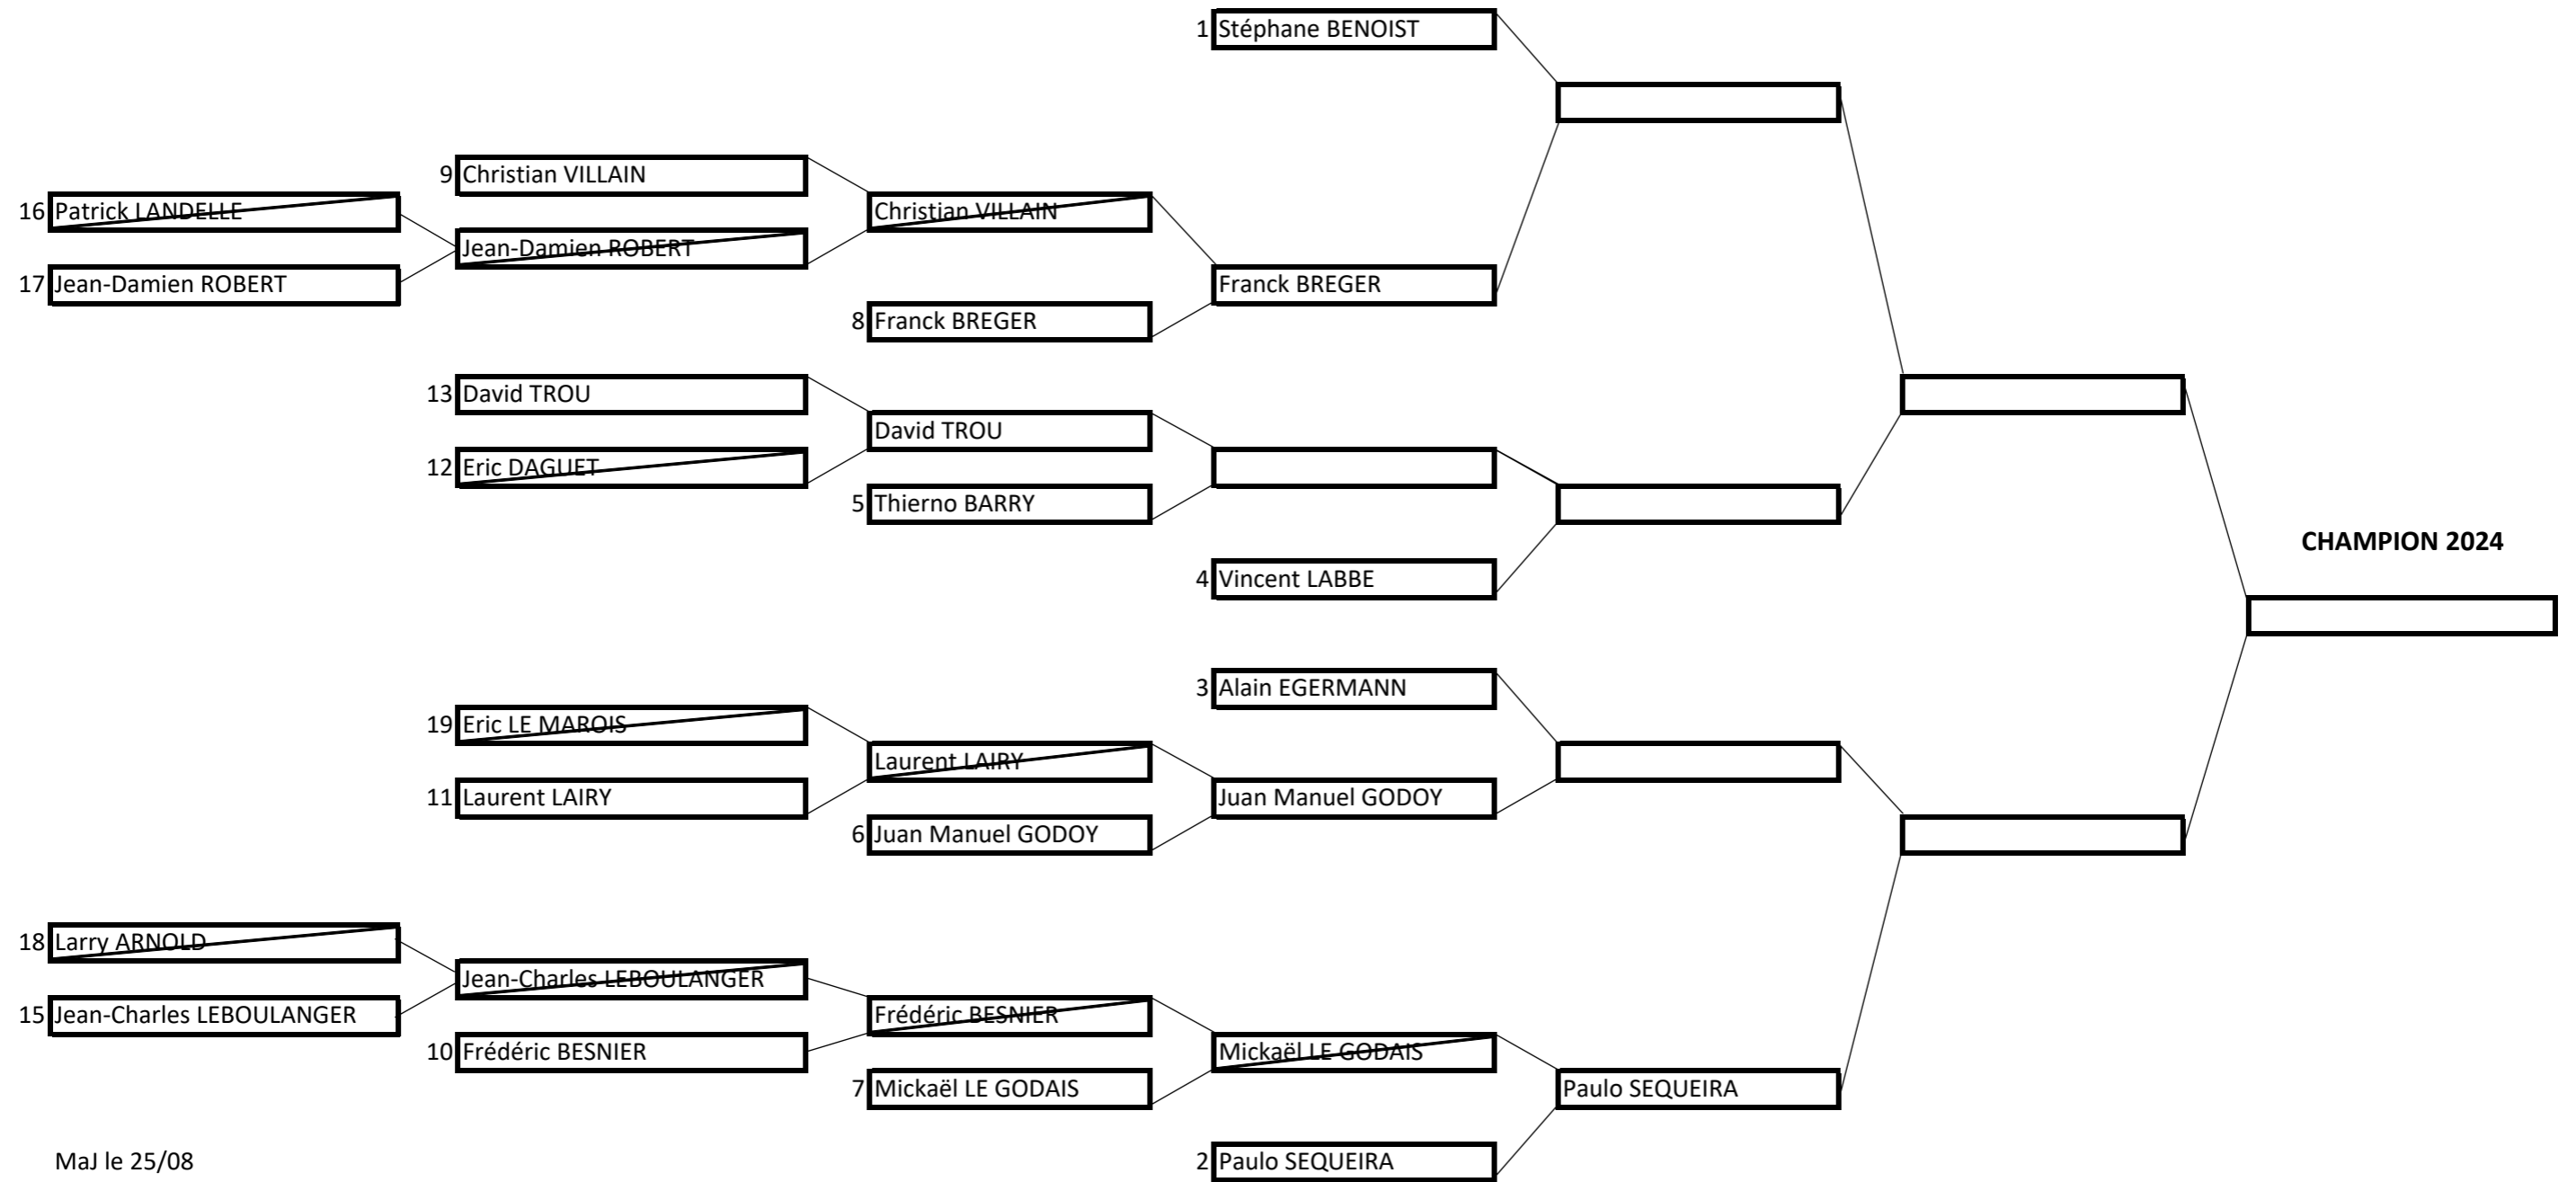 1 Stéphane BENOIST
9 Christian VILLAIN
16 Patrick LANDELLE
Christian VILLAIN
Jean-Damien ROBERT
17 Jean-Damien ROBERT
Franck BREGER
8 Franck BREGER
13 David TROU
David TROU
12 Eric DAGUET
5 Thierno BARRY
CHAMPION 2024
4 Vincent LABBE
3 Alain EGERMANN
19 Eric LE MAROIS
Laurent LAIRY
11 Laurent LAIRY
Juan Manuel GODOY
6 Juan Manuel GODOY
18 Larry ARNOLD
Jean-Charles LEBOULANGER
15 Jean-Charles LEBOULANGER
Frédéric BESNIER
10 Frédéric BESNIER
Mickaël LE GODAIS
7 Mickaël LE GODAIS
Paulo SEQUEIRA
MaJ le 25/08
2 Paulo SEQUEIRA